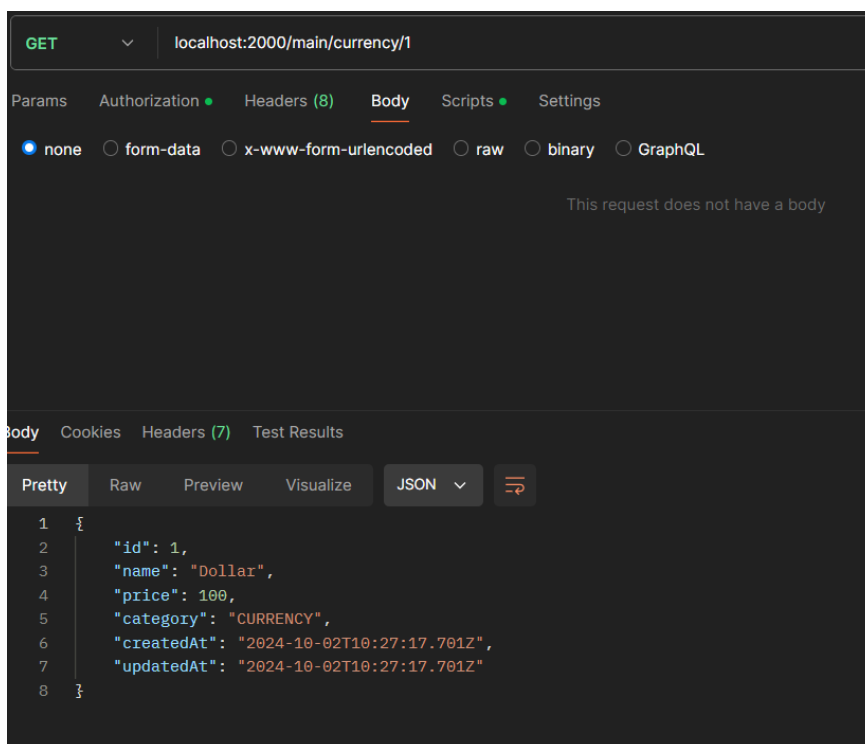 GET localhost:2000/main/currency/1
Params Authorization Headers (8) Body Scripts Settings
none form-data x-www-form-urlencoded raw binary GraphQL
This request does not have a body
Body Cookies Headers (7) Test Results
Pretty Raw Preview Visualize JSON
1 {
2 "id": 1,
3 "name": "Dollar",
4 "price": 100,
5 "category": "CURRENCY",
6 "createdAt": "2024-10-02T10:27:17.701Z",
7 "updatedAt": "2024-10-02T10:27:17.701Z"
8 }